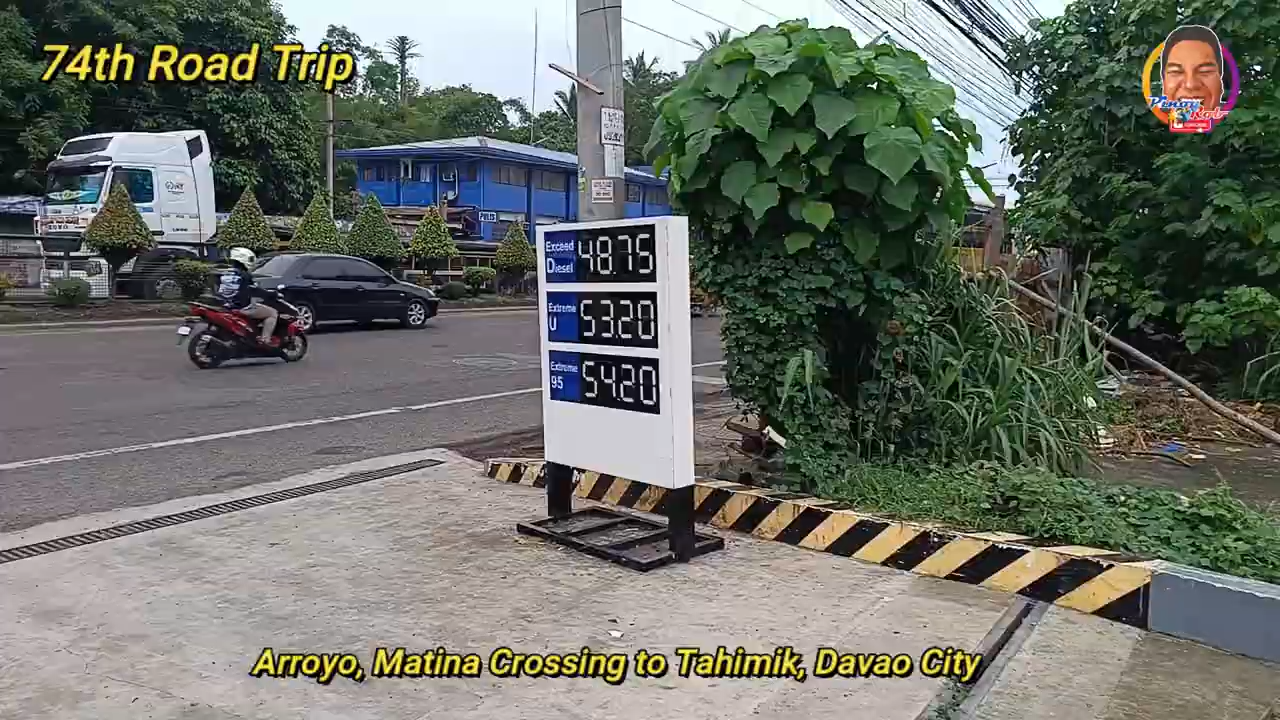 74th Road Trip
Pinoy
Exceed
Diesel
48.75
Extreme
U
53.20
Extreme
95
54.20
Arroyo, Matina Crossing to Tahimik, Davao City